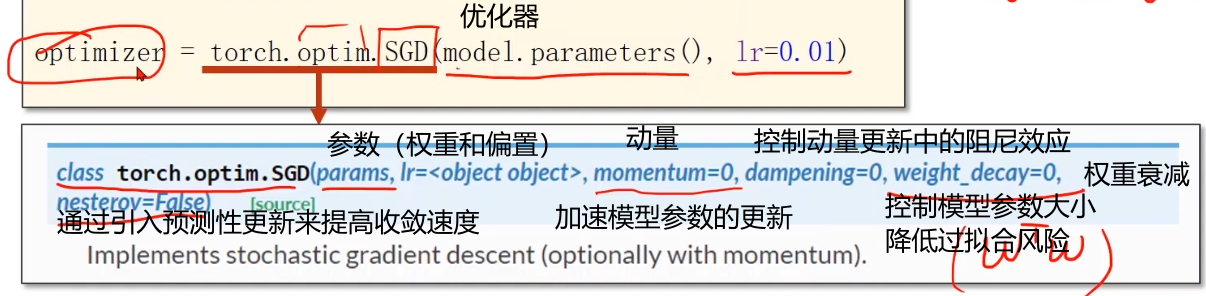 优化器
optimizer = torch.optim.SGD(model.parameters(), lr=0.01)
参数（权重和偏置）
动量
控制动量更新中的阻尼效应
class torch.optim.SGD(params, lr=<object object>, momentum=0, dampening=0, weight_decay=0,
权重衰减
nesterov=False) [source]
通过引入预测性更新来提高收敛速度
加速模型参数的更新
控制模型参数大小
降低过拟合风险
Implements stochastic gradient descent (optionally with momentum).
(wᵀw)